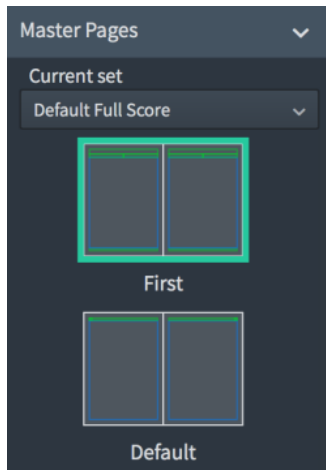 Master Pages
Current set
Default Full Score
First
Default